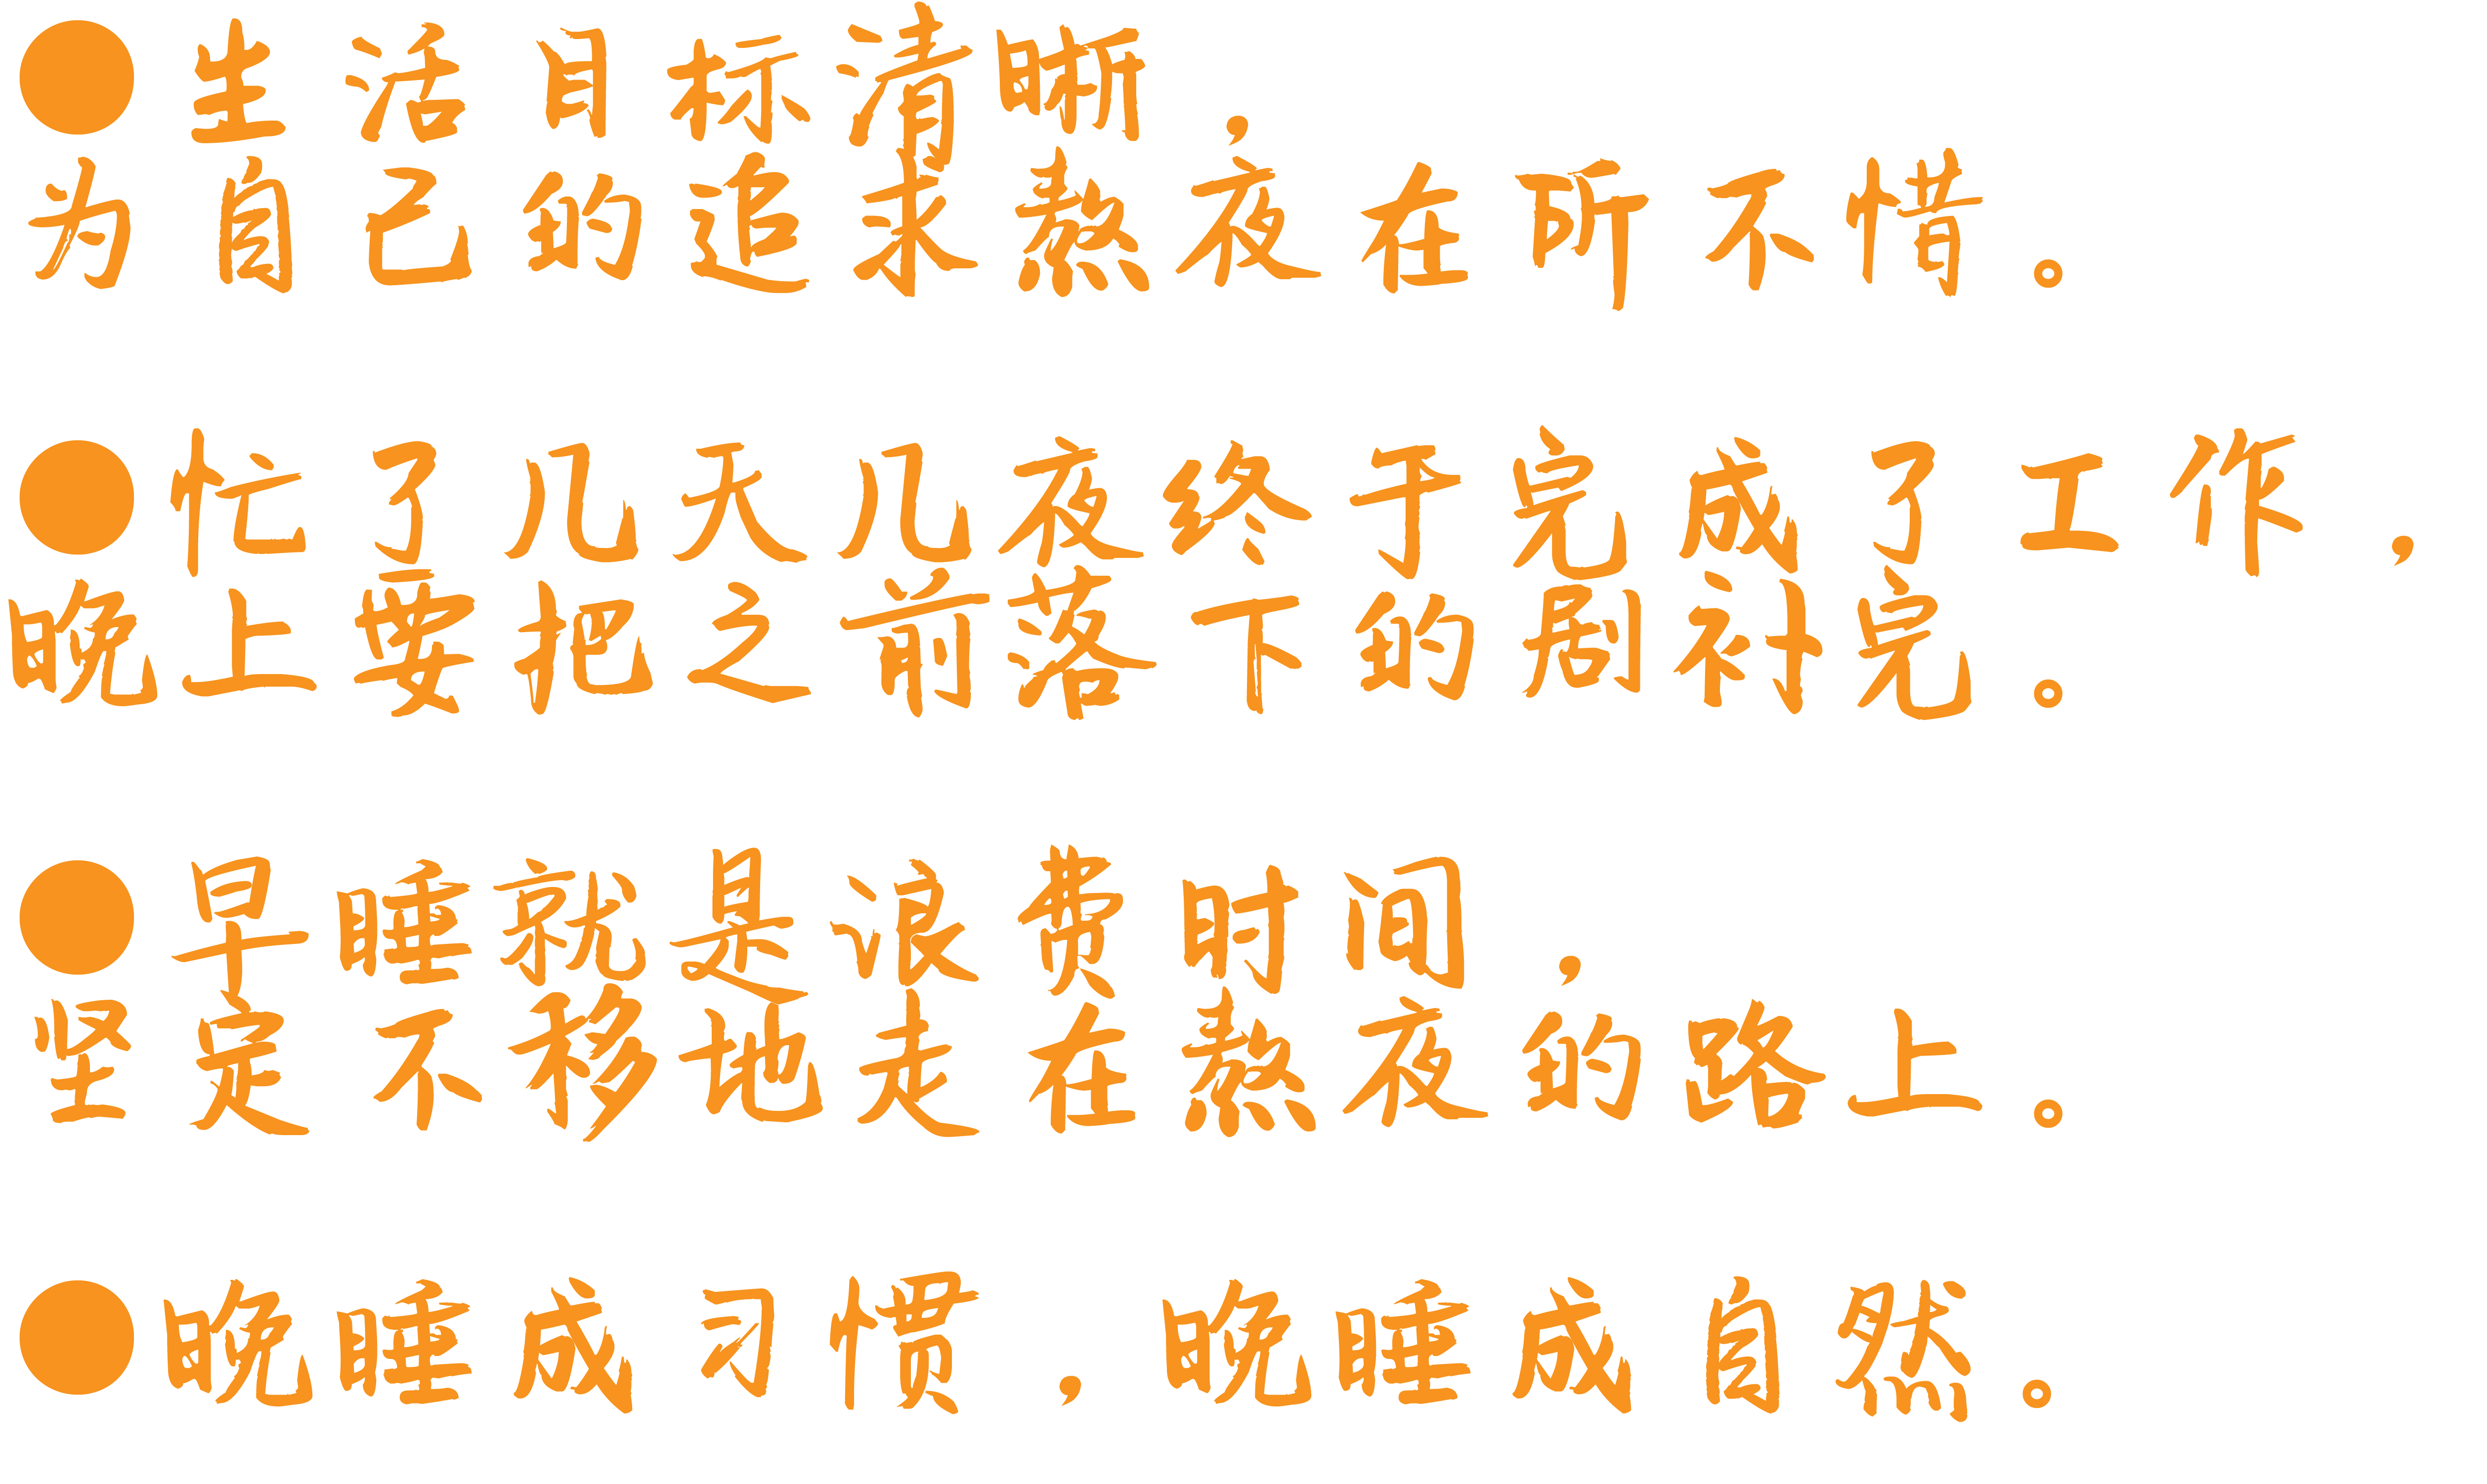 ●生活目标清晰，
为自己的追求熬夜在所不惜。
●忙了几天几夜终于完成了工作，
晚上要把之前落下的剧补完。
●早睡就是浪费时间，
坚定不移地走在熬夜的路上。
●晚睡成习惯，晚睡成自然。